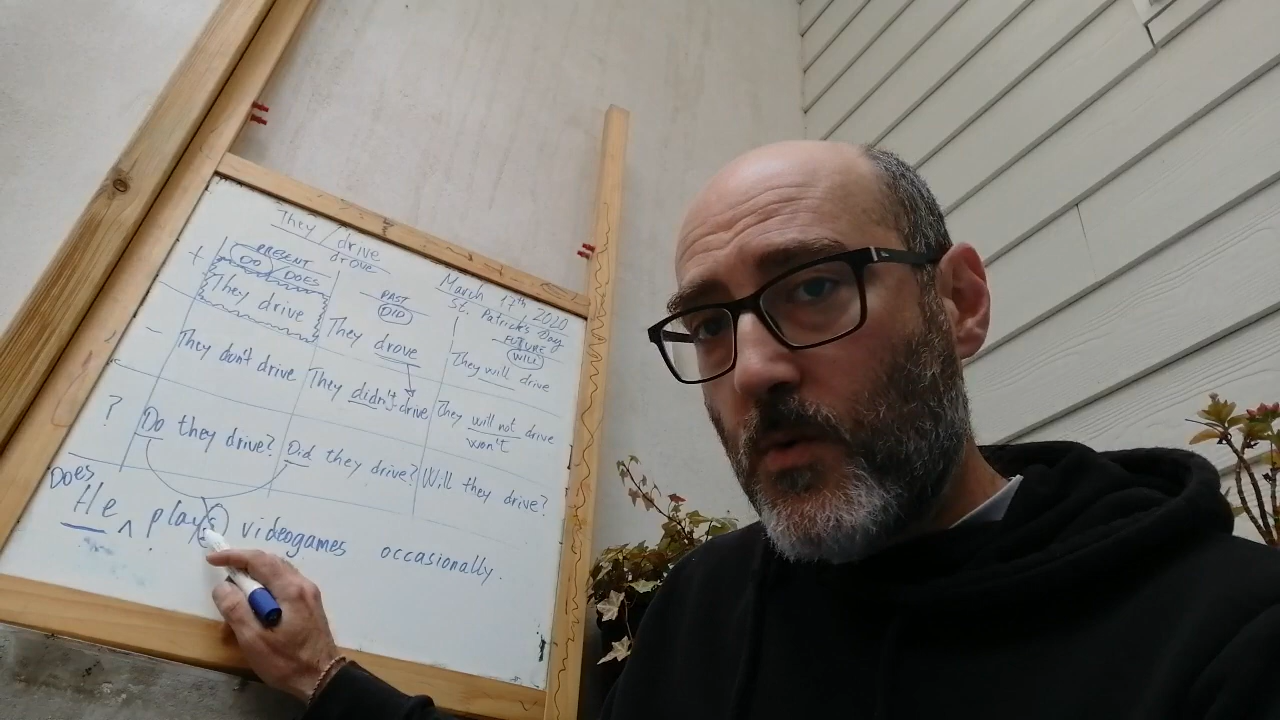 They / drive
drove
March 17th 2020
St. Patrick's Day
PRESENT
DO DOES
PAST
DID
FUTURE
WILL
+ They drive They drove They will drive
- They don't drive They didn't drive They will not drive
won't
? Do they drive? Did they drive? Will they drive?
Does
He ^ plays videogames occasionally.